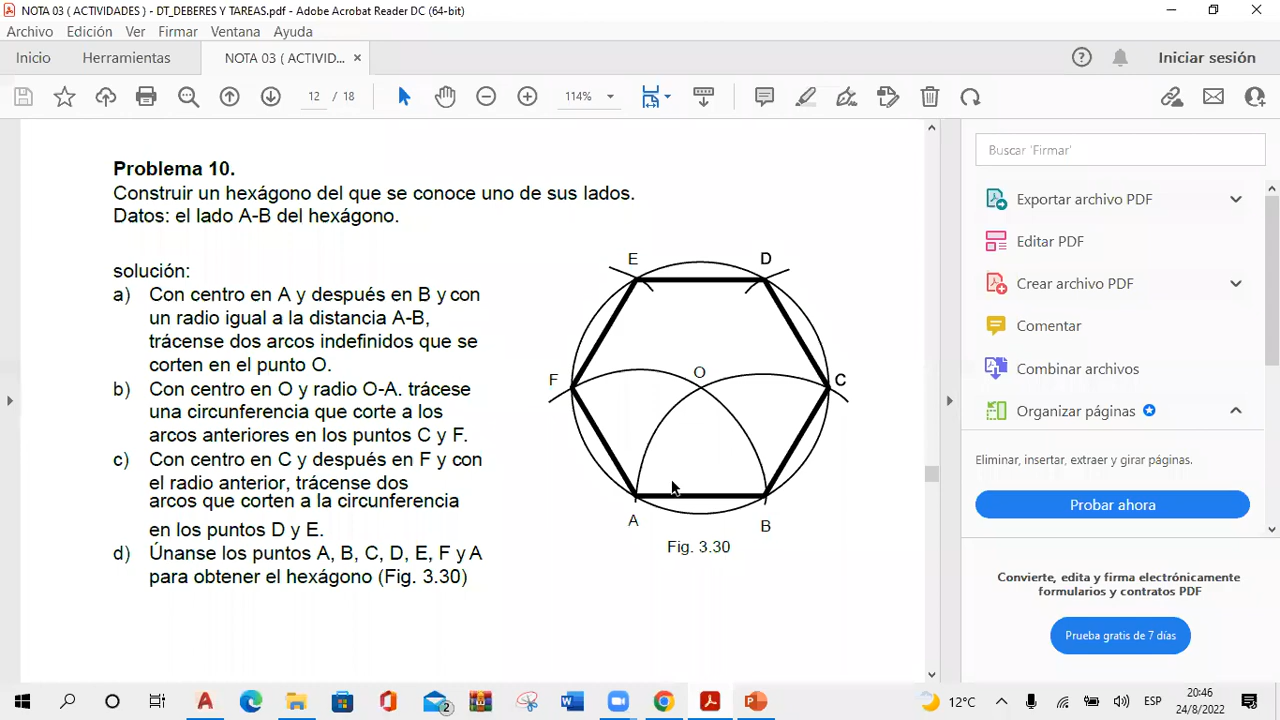 NOTA 03 ( ACTIVIDADES ) - DT_DEBERES Y TAREAS.pdf - Adobe Acrobat Reader DC (64-bit)
Archivo Edición Ver Firmar Ventana Ayuda
Inicio Herramientas NOTA 03 ( ACTIVID... × Iniciar sesión
12 / 18 114%
Problema 10.
Construir un hexágono del que se conoce uno de sus lados.
Datos: el lado A-B del hexágono.
solución:
a) Con centro en A y después en B y con
un radio igual a la distancia A-B,
trácense dos arcos indefinidos que se
corten en el punto O.
b) Con centro en O y radio O-A. trácese
una circunferencia que corte a los
arcos anteriores en los puntos C y F.
c) Con centro en C y después en F y con
el radio anterior, trácense dos
arcos que corten a la circunferencia
en los puntos D y E.
d) Únanse los puntos A, B, C, D, E, F y A
para obtener el hexágono (Fig. 3.30)
E D
F O C
A B
Fig. 3.30
Buscar 'Firmar'
Exportar archivo PDF
Editar PDF
Crear archivo PDF
Comentar
Combinar archivos
Organizar páginas
Eliminar, insertar, extraer y girar páginas.
Probar ahora
Convierte, edita y firma electrónicamente
formularios y contratos PDF
Prueba gratis de 7 días
2 12°C ESP 20:46
24/8/2022